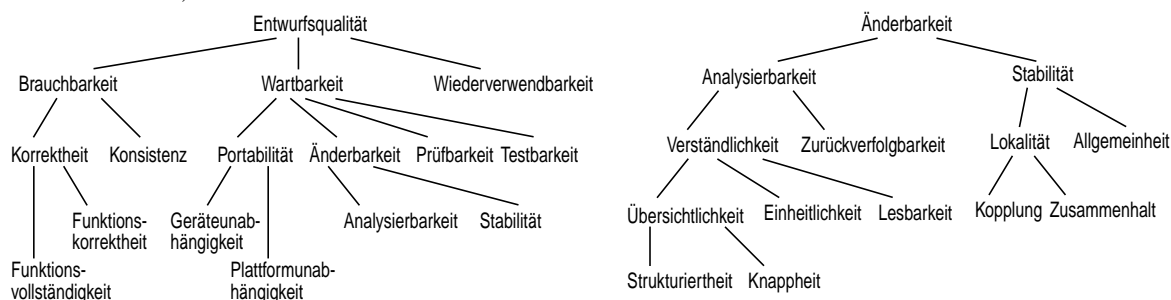 Entwurfsqualität
Brauchbarkeit Wartbarkeit Wiederverwendbarkeit
Korrektheit Konsistenz Portabilität Änderbarkeit Prüfbarkeit Testbarkeit
Funktions-
korrektheit
Geräteunab-
hängigkeit
Analysierbarkeit Stabilität
Funktions-
vollständigkeit
Plattformunab-
hängigkeit
Änderbarkeit
Analysierbarkeit Stabilität
Verständlichkeit Zurückverfolgbarkeit Lokalität Allgemeinheit
Übersichtlichkeit Einheitlichkeit Lesbarkeit Kopplung Zusammenhalt
Strukturiertheit Knappheit